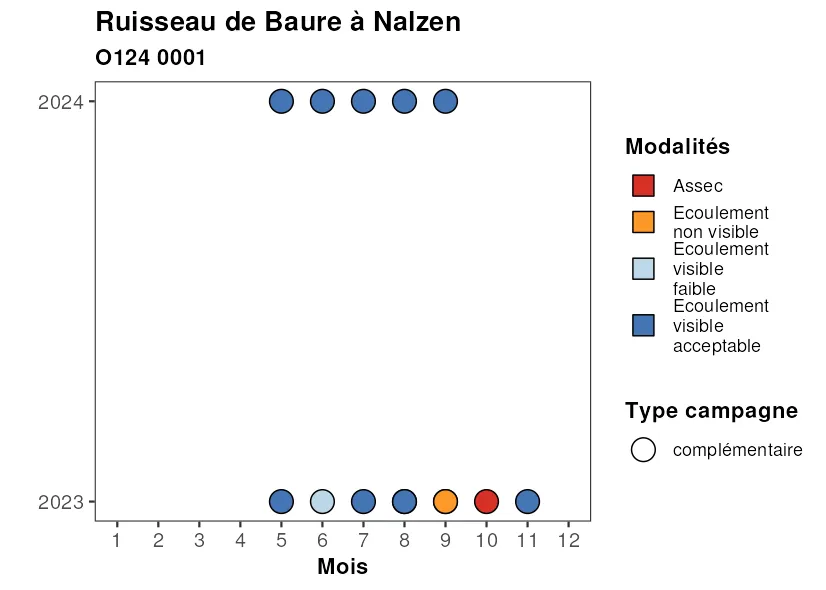 Ruisseau de Baure à Nalzen
O124 0001
2024
2023
1 2 3 4 5 6 7 8 9 10 11 12
Mois
Modalités
Assec
Ecoulement
non visible
Ecoulement
visible
faible
Ecoulement
visible
acceptable
Type campagne
complémentaire